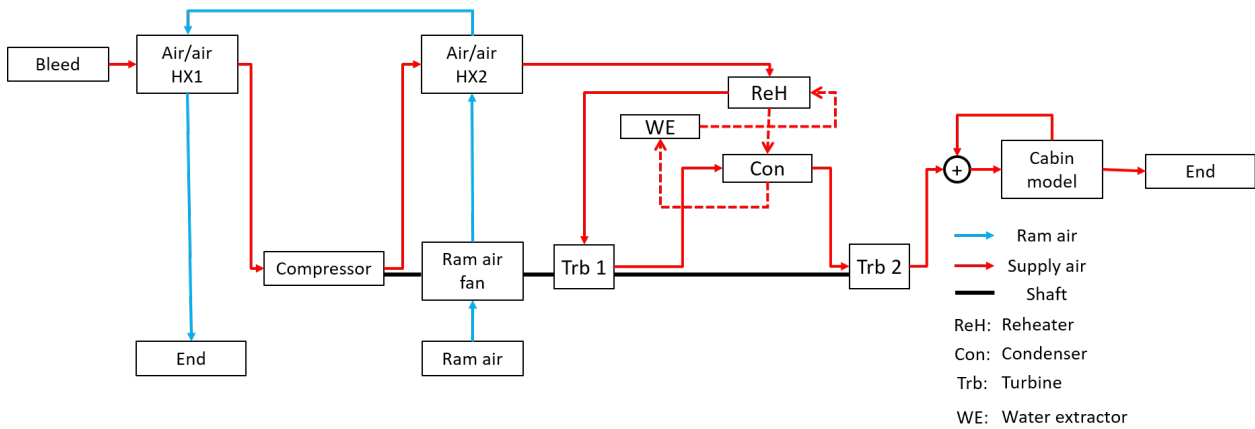 Bleed
Air/air
HX1
Air/air
HX2
ReH
WE
Con
Compressor
Ram air
fan
Trb 1
Trb 2
+
Cabin
model
End
End
Ram air
Ram air
Supply air
Shaft
ReH: Reheater
Con: Condenser
Trb: Turbine
WE: Water extractor